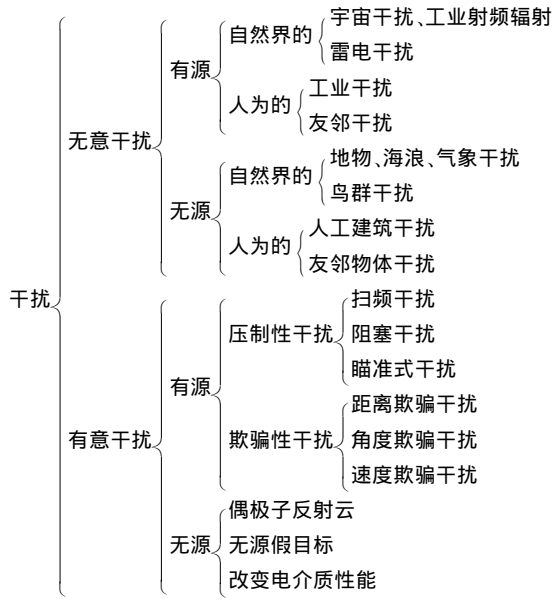 宇宙干扰、工业射频辐射
自然界的
雷电干扰
有源
工业干扰
人为的
友邻干扰
无意干扰
地物、海浪、气象干扰
自然界的
鸟群干扰
无源
人工建筑干扰
人为的
友邻物体干扰
干扰
扫频干扰
压制性干扰
阻塞干扰
瞄准式干扰
有源
距离欺骗干扰
欺骗性干扰
角度欺骗干扰
速度欺骗干扰
有意干扰
偶极子反射云
无源
无源假目标
改变电介质性能